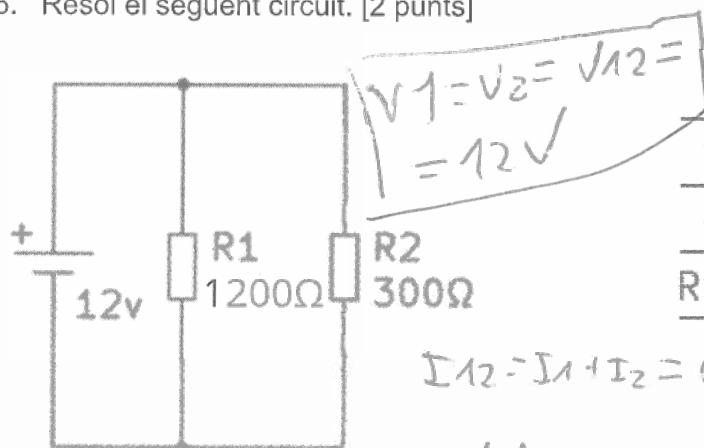 Resol el següent circuit. [2 punts]
V1=V2=V12=
=12V
+
R1
1200Ω
R2
300Ω
12v
R
I12=I1+I2=